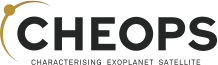 CHEOPS
CHARACTERISING EXOPLANET SATELLITE